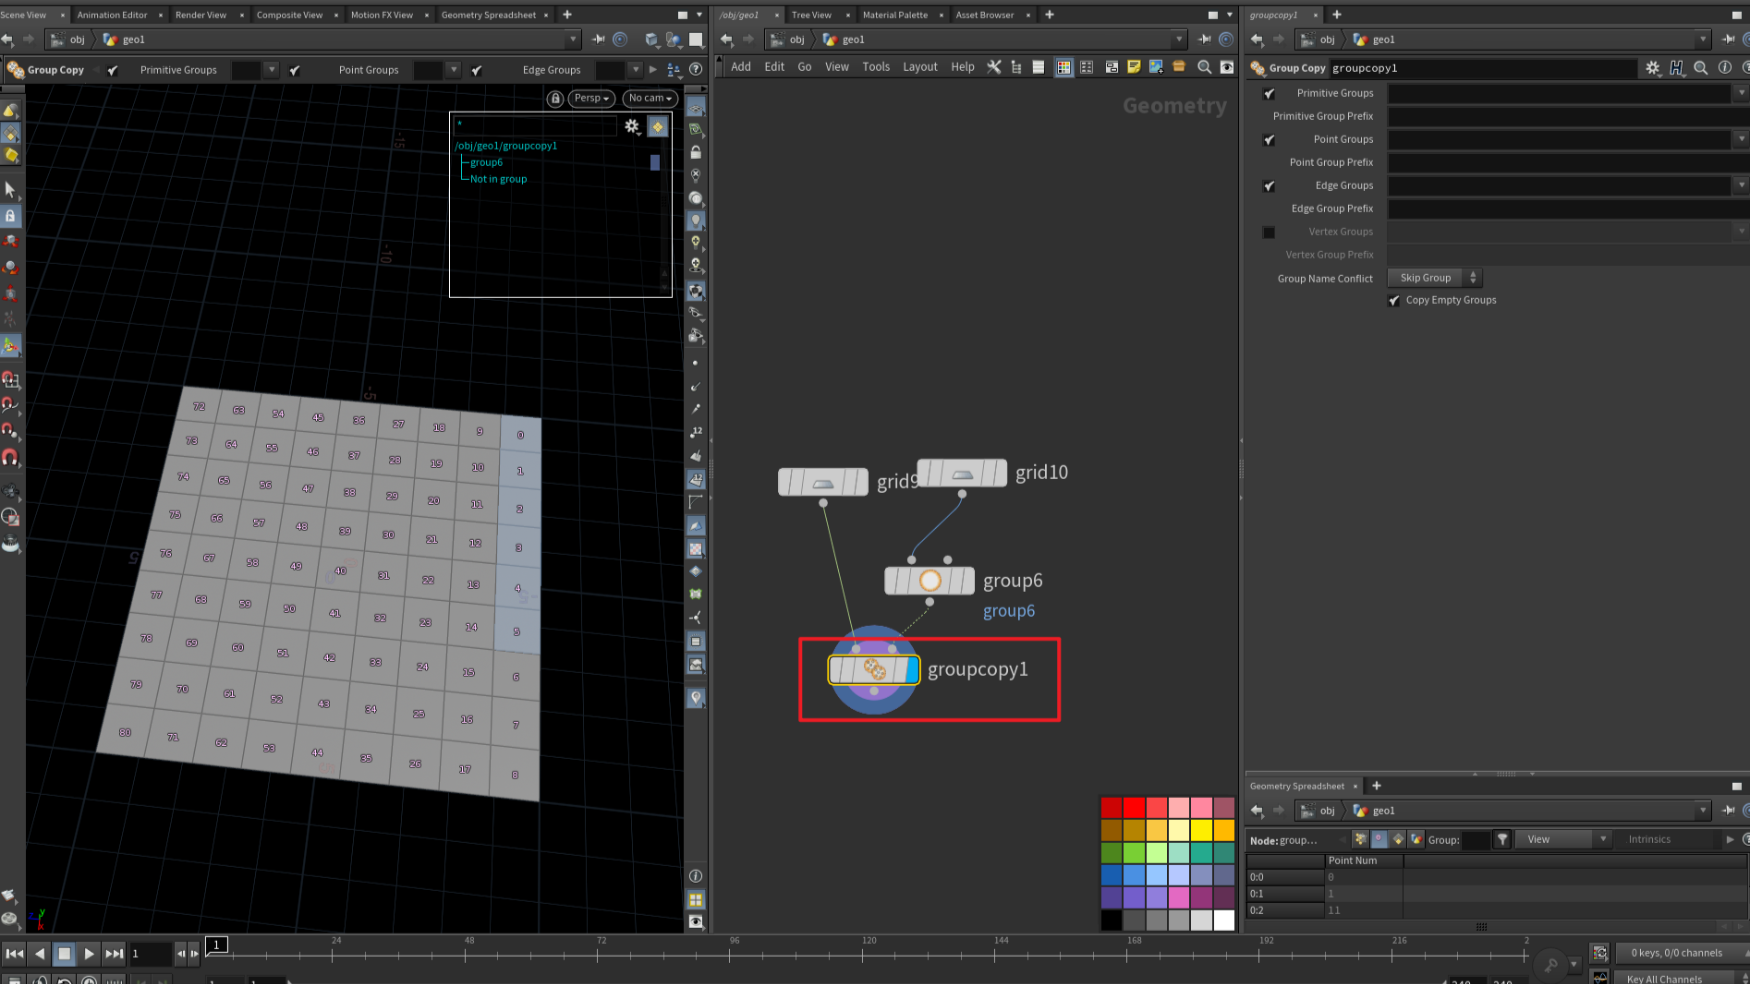 Scene View Animation Editor Render View Composite View Motion FX View Geometry Spreadsheet
obj geo1
Group Copy Primitive Groups Point Groups Edge Groups
Persp No cam
*
/obj/geo1/groupcopy1
group6
Not in group
72 63 54 45 36 27 18 9 0
73 64 55 46 37 28 19 10 1
74 65 56 47 38 29 20 11 2
75 66 57 48 39 30 21 12 3
76 67 58 49 40 31 22 13 4
77 68 59 50 41 32 23 14 5
78 69 60 51 42 33 24 15 6
79 70 61 52 43 34 25 16 7
80 71 62 53 44 35 26 17 8
-15
-10
-5
5
-5
/obj/geo1 Tree View Material Palette Asset Browser
obj geo1
Add Edit Go View Tools Layout Help
Geometry
grid9
grid10
group6
group6
groupcopy1
groupcopy1
obj geo1
Group Copy groupcopy1
Primitive Groups
Primitive Group Prefix
Point Groups
Point Group Prefix
Edge Groups
Edge Group Prefix
Vertex Groups
Vertex Group Prefix
Group Name Conflict Skip Group
Copy Empty Groups
Geometry Spreadsheet
obj geo1
Node: group... Group: View Intrinsics
Point Num
0:0 0
0:1 1
0:2 11
1 1 24 48 72 96 120 144 168 192 216 2
0 keys, 0/0 channels
1 1 240 240 Key All Channels